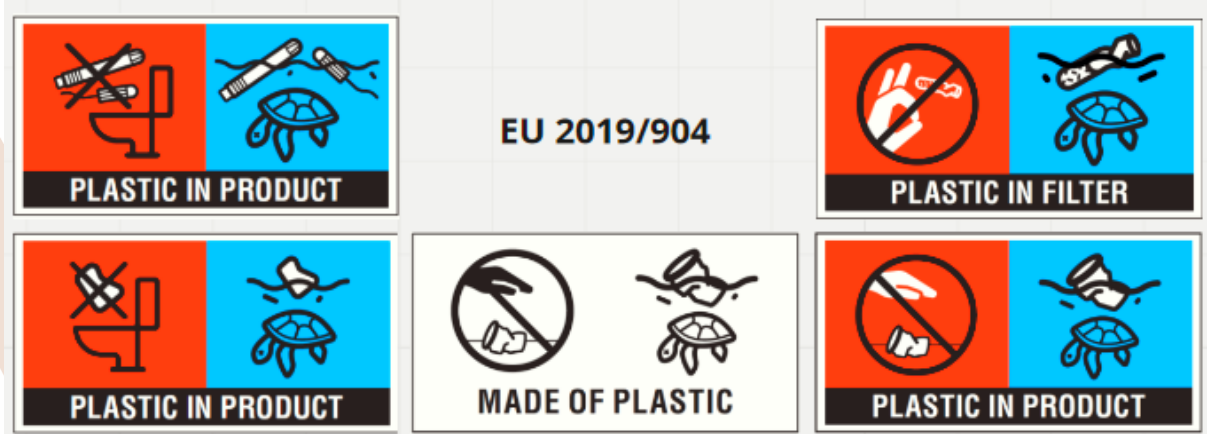 PLASTIC IN PRODUCT
EU 2019/904
PLASTIC IN FILTER
PLASTIC IN PRODUCT
MADE OF PLASTIC
PLASTIC IN PRODUCT